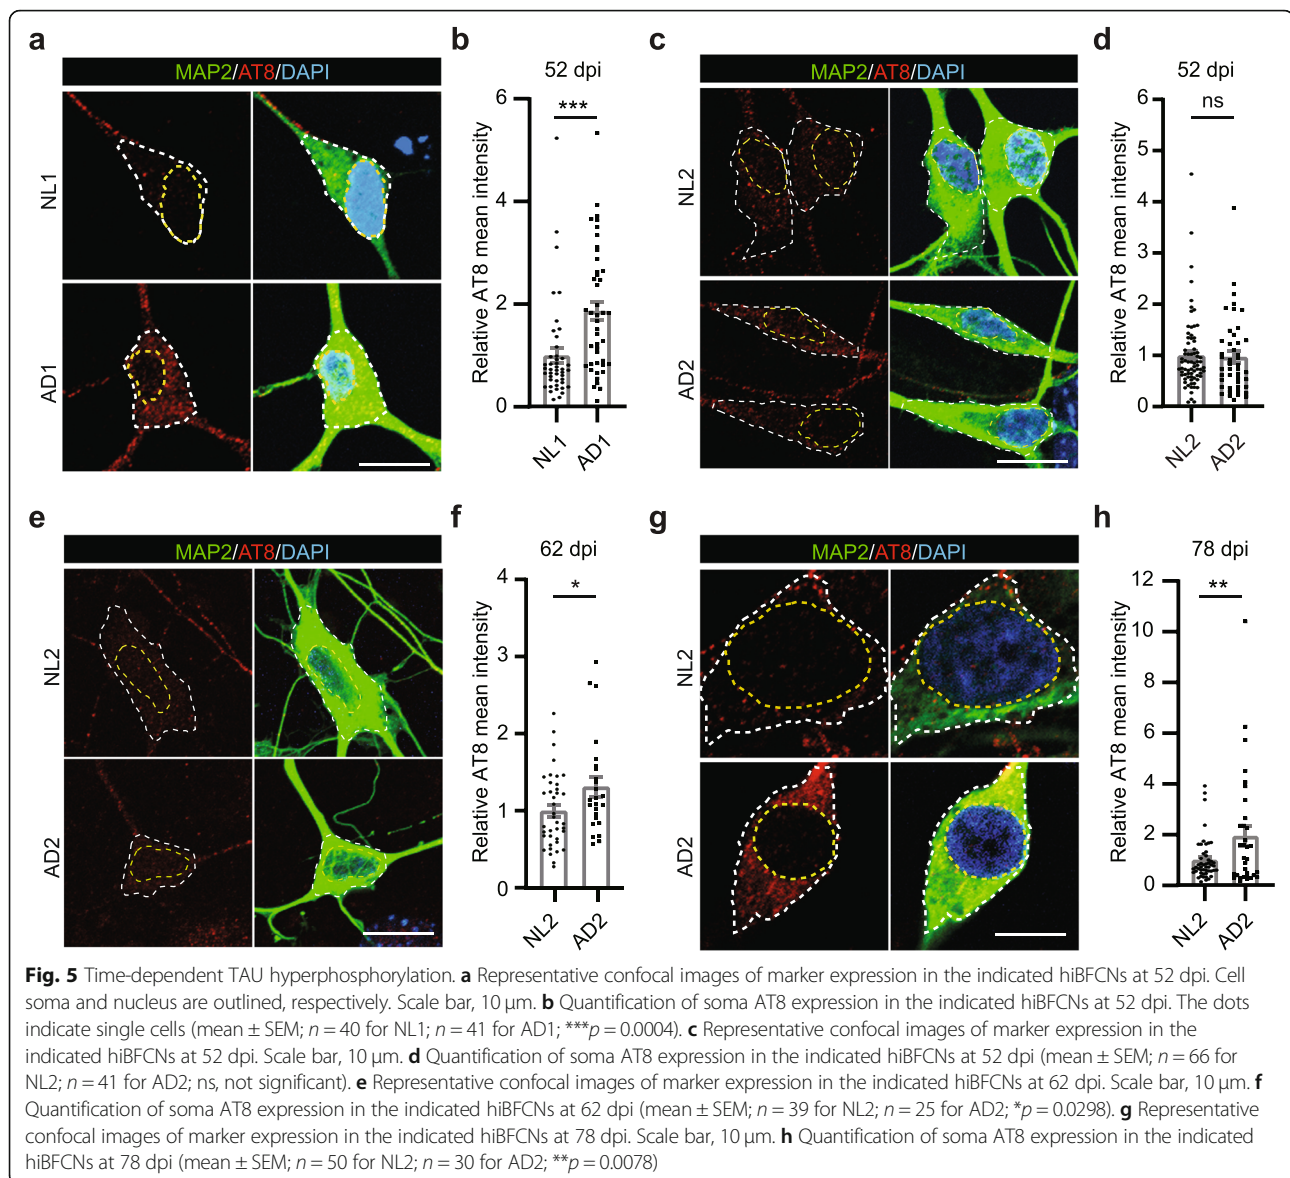 a
MAP2/AT8/DAPI
NL1
AD1
b
52 dpi
***
Relative AT8 mean intensity
6
4
2
0
NL1
AD1
c
MAP2/AT8/DAPI
NL2
AD2
d
52 dpi
ns
Relative AT8 mean intensity
6
5
4
3
2
1
0
NL2
AD2
e
MAP2/AT8/DAPI
NL2
AD2
f
62 dpi
*
Relative AT8 mean intensity
4
3
2
1
0
NL2
AD2
g
MAP2/AT8/DAPI
NL2
AD2
h
78 dpi
**
Relative AT8 mean intensity
12
10
8
6
4
2
0
NL2
AD2
Fig. 5 Time-dependent TAU hyperphosphorylation. a Representative confocal images of marker expression in the indicated hiBFCNs at 52 dpi. Cell
soma and nucleus are outlined, respectively. Scale bar, 10 μm. b Quantification of soma AT8 expression in the indicated hiBFCNs at 52 dpi. The dots
indicate single cells (mean ± SEM; n = 40 for NL1; n = 41 for AD1; ***p = 0.0004). c Representative confocal images of marker expression in the
indicated hiBFCNs at 52 dpi. Scale bar, 10 μm. d Quantification of soma AT8 expression in the indicated hiBFCNs at 52 dpi (mean ± SEM; n = 66 for
NL2; n = 41 for AD2; ns, not significant). e Representative confocal images of marker expression in the indicated hiBFCNs at 62 dpi. Scale bar, 10 μm. f
Quantification of soma AT8 expression in the indicated hiBFCNs at 62 dpi (mean ± SEM; n = 39 for NL2; n = 25 for AD2; *p = 0.0298). g Representative
confocal images of marker expression in the indicated hiBFCNs at 78 dpi. Scale bar, 10 μm. h Quantification of soma AT8 expression in the indicated
hiBFCNs at 78 dpi (mean ± SEM; n = 50 for NL2; n = 30 for AD2; **p = 0.0078)